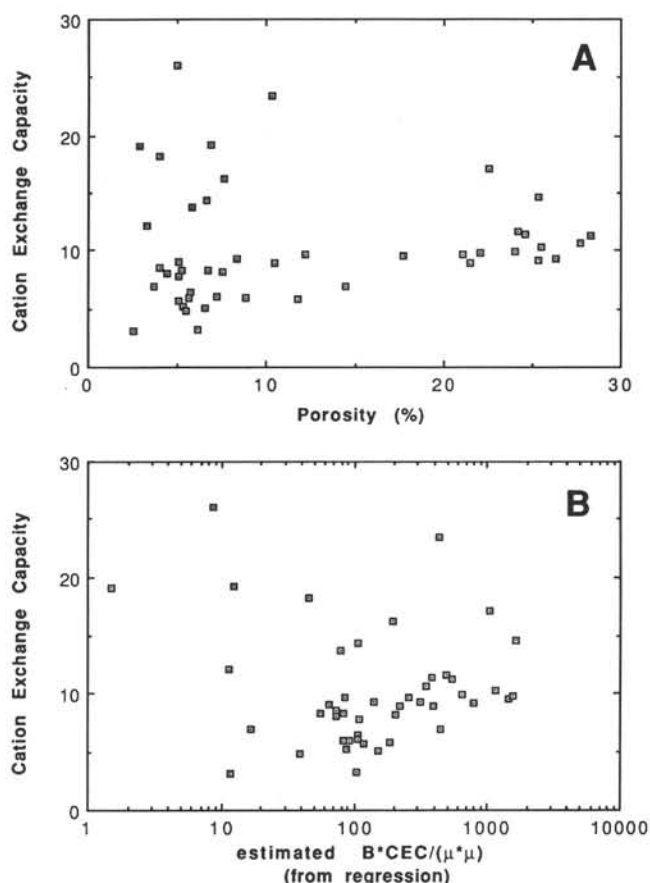 30
A
20
Cation Exchange Capacity
10
0
0 10 20 30
Porosity (%)
30
B
20
Cation Exchange Capacity
10
0
1 10 100 1000 10000
estimated B*CEC/(μ*μ)
(from regression)